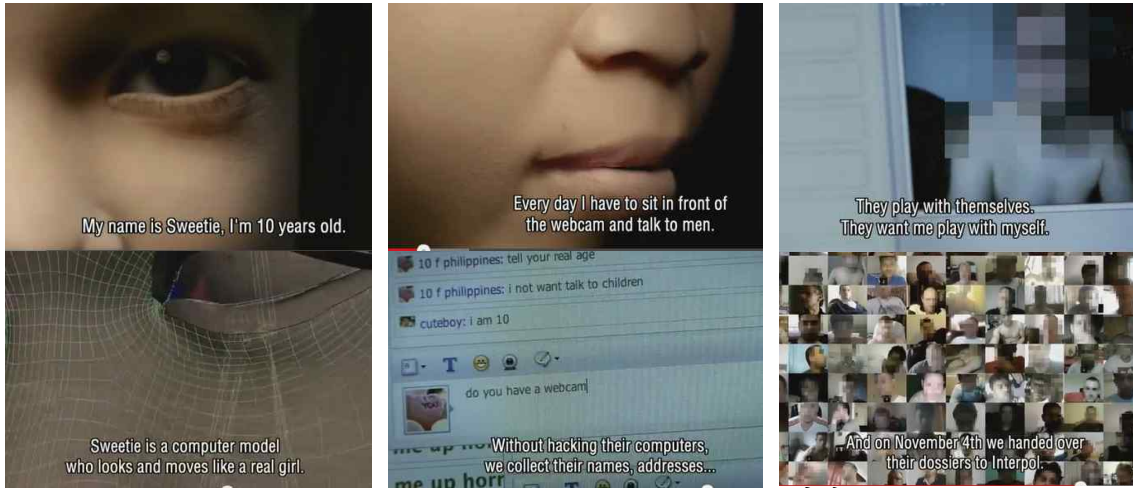 My name is Sweetie, I'm 10 years old.
Every day I have to sit in front of
the webcam and talk to men.
They play with themselves.
They want me play with myself.
Sweetie is a computer model
who looks and moves like a real girl.
10 f philippines: tell your real age
10 f philippines: i not want talk to children
cuteboy: i am 10
T
do you have a webcam
YOU
Without hacking their computers,
we collect their names, addresses...
me up horr
And on November 4th we handed over
their dossiers to Interpol.